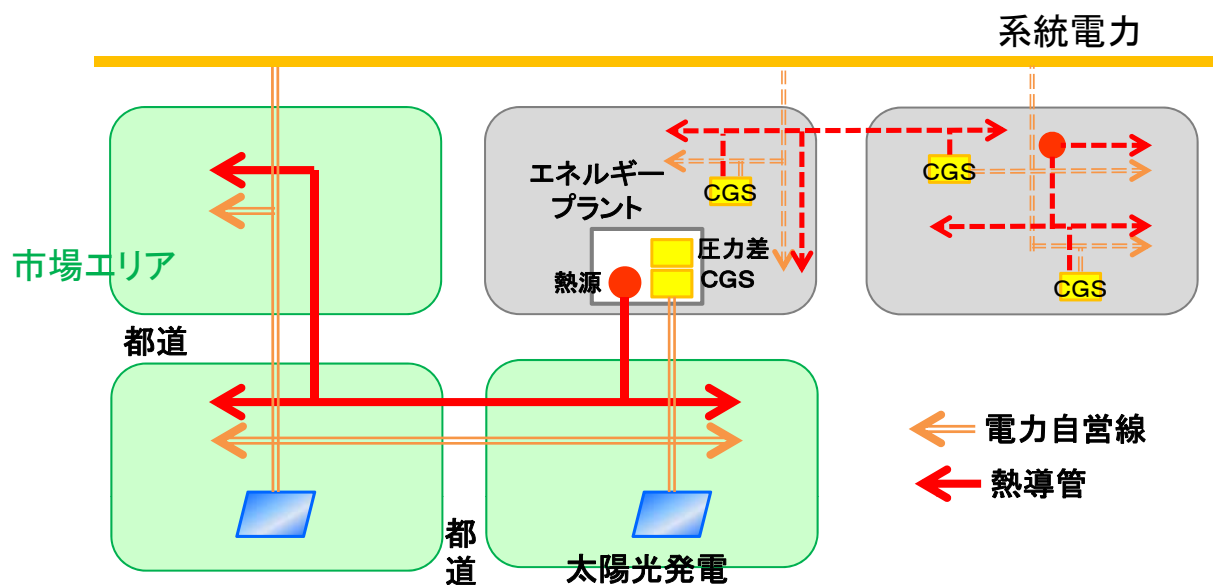 系統電力
エネルギー
プラント
CGS
CGS
市場エリア
圧力差
熱源
CGS
CGS
都道
電力自営線
熱導管
都
道
太陽光発電